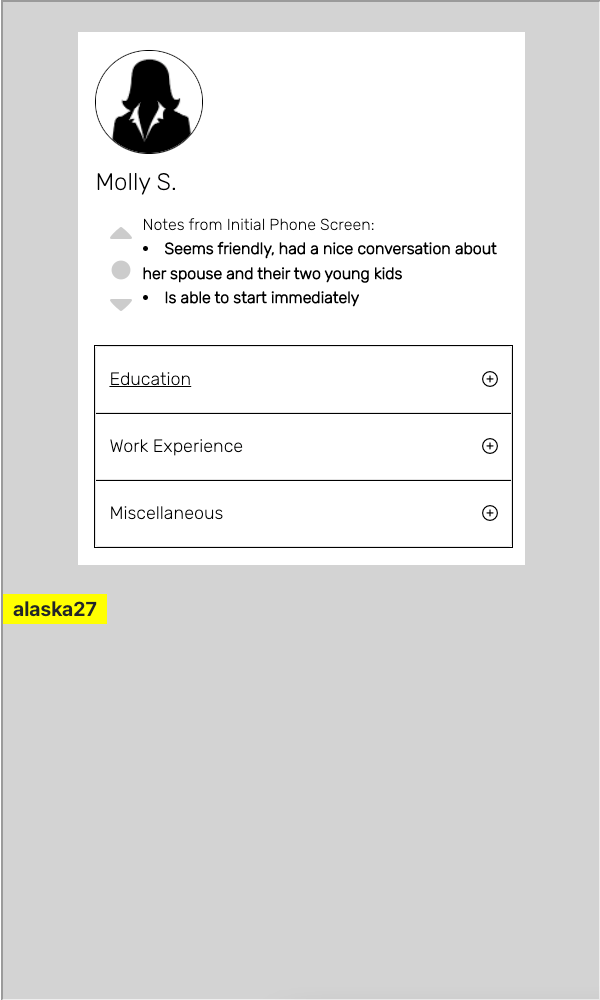 Molly S.
Notes from Initial Phone Screen:
• Seems friendly, had a nice conversation about
her spouse and their two young kids
• Is able to start immediately
Education
Work Experience
Miscellaneous
alaska27